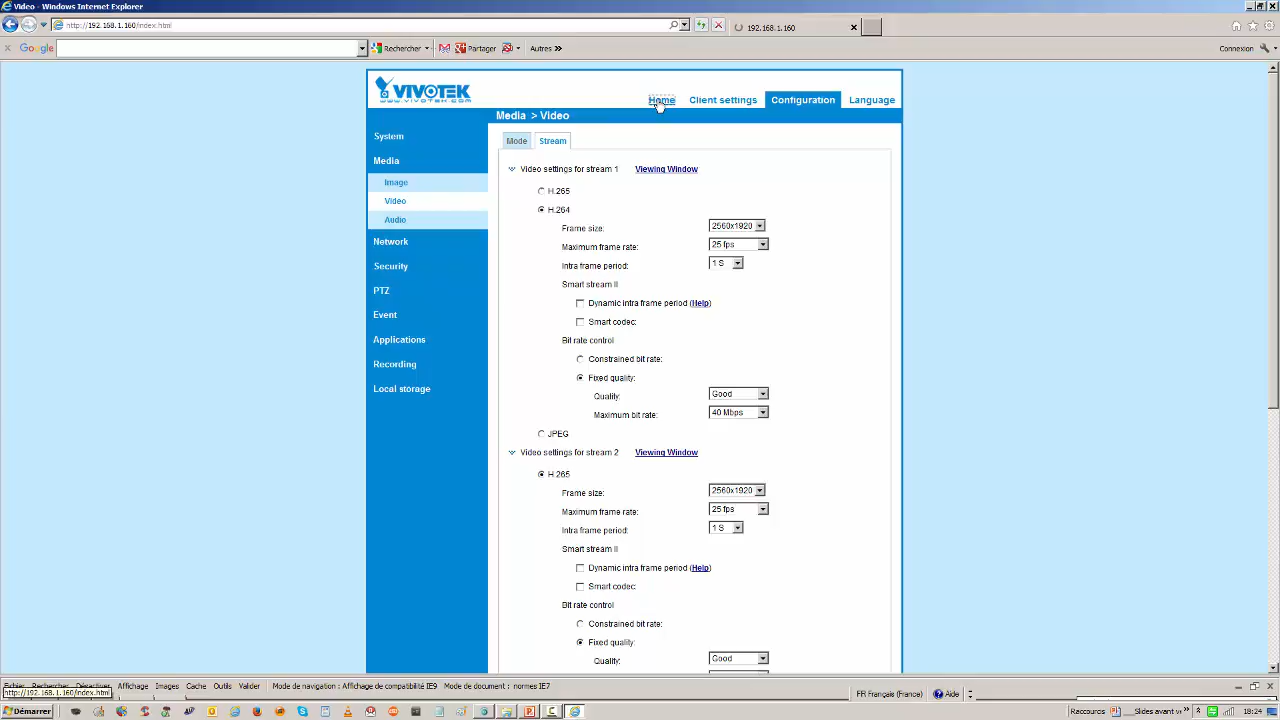 Video - Windows Internet Explorer
http://192.168.1.160/index.html
192.168.1.160
Google
Rechercher
Partager
Autres »
Connexion
VIVOTEK
WWW.VIVOTEK.COM
Home
Client settings
Configuration
Language
Media > Video
System
Media
Image
Video
Audio
Network
Security
PTZ
Event
Applications
Recording
Local storage
Mode
Stream
Video settings for stream 1
Viewing Window
H.265
H.264
Frame size:
2560x1920
Maximum frame rate:
25 fps
Intra frame period:
1 S
Smart stream II
Dynamic intra frame period (Help)
Smart codec:
Bit rate control
Constrained bit rate:
Fixed quality:
Quality:
Good
Maximum bit rate:
40 Mbps
JPEG
Video settings for stream 2
Viewing Window
H.265
Frame size:
2560x1920
Maximum frame rate:
25 fps
Intra frame period:
1 S
Smart stream II
Dynamic intra frame period (Help)
Smart codec:
Bit rate control
Constrained bit rate:
Fixed quality:
Quality:
Good
Fichier
Rechercher
Désactiver
Affichage
Images
Cache
Outils
Valider
Mode de navigation : Affichage de compatibilité IE9
Mode de document : normes IE7
http://192.168.1.160/index.html
FR Français (France)
Aide
Démarrer
Raccourcis
Slides avant v
18:24